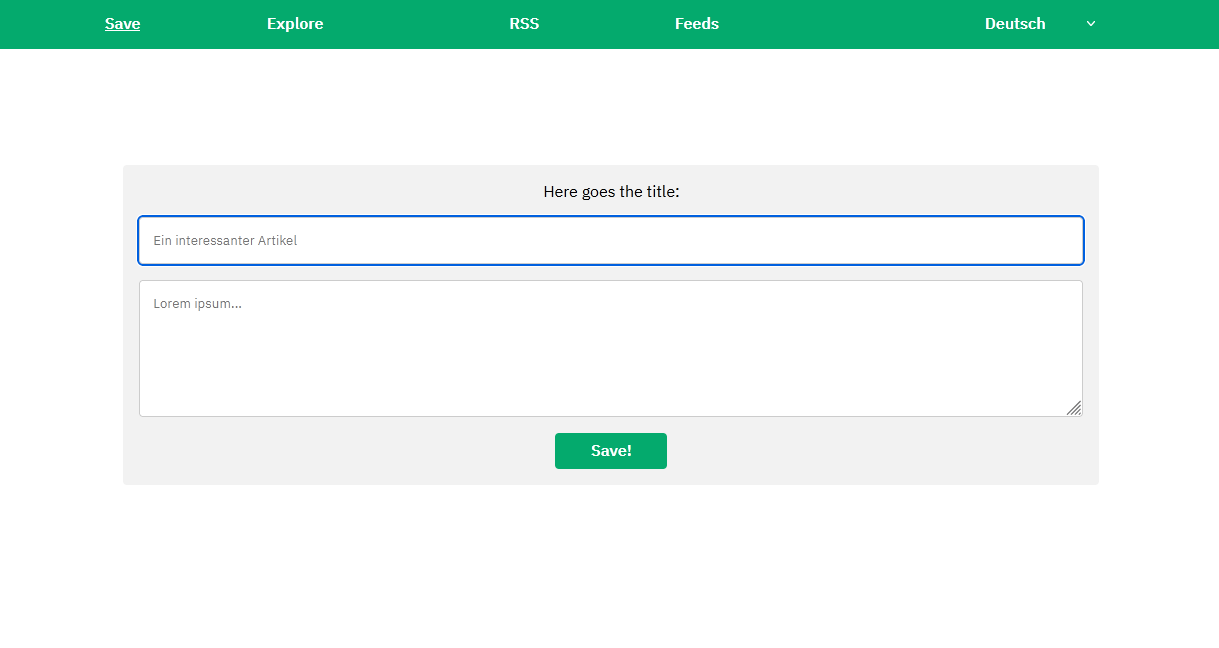 Save Explore RSS Feeds Deutsch
Here goes the title:
Ein interessanter Artikel
Lorem ipsum...
Save!